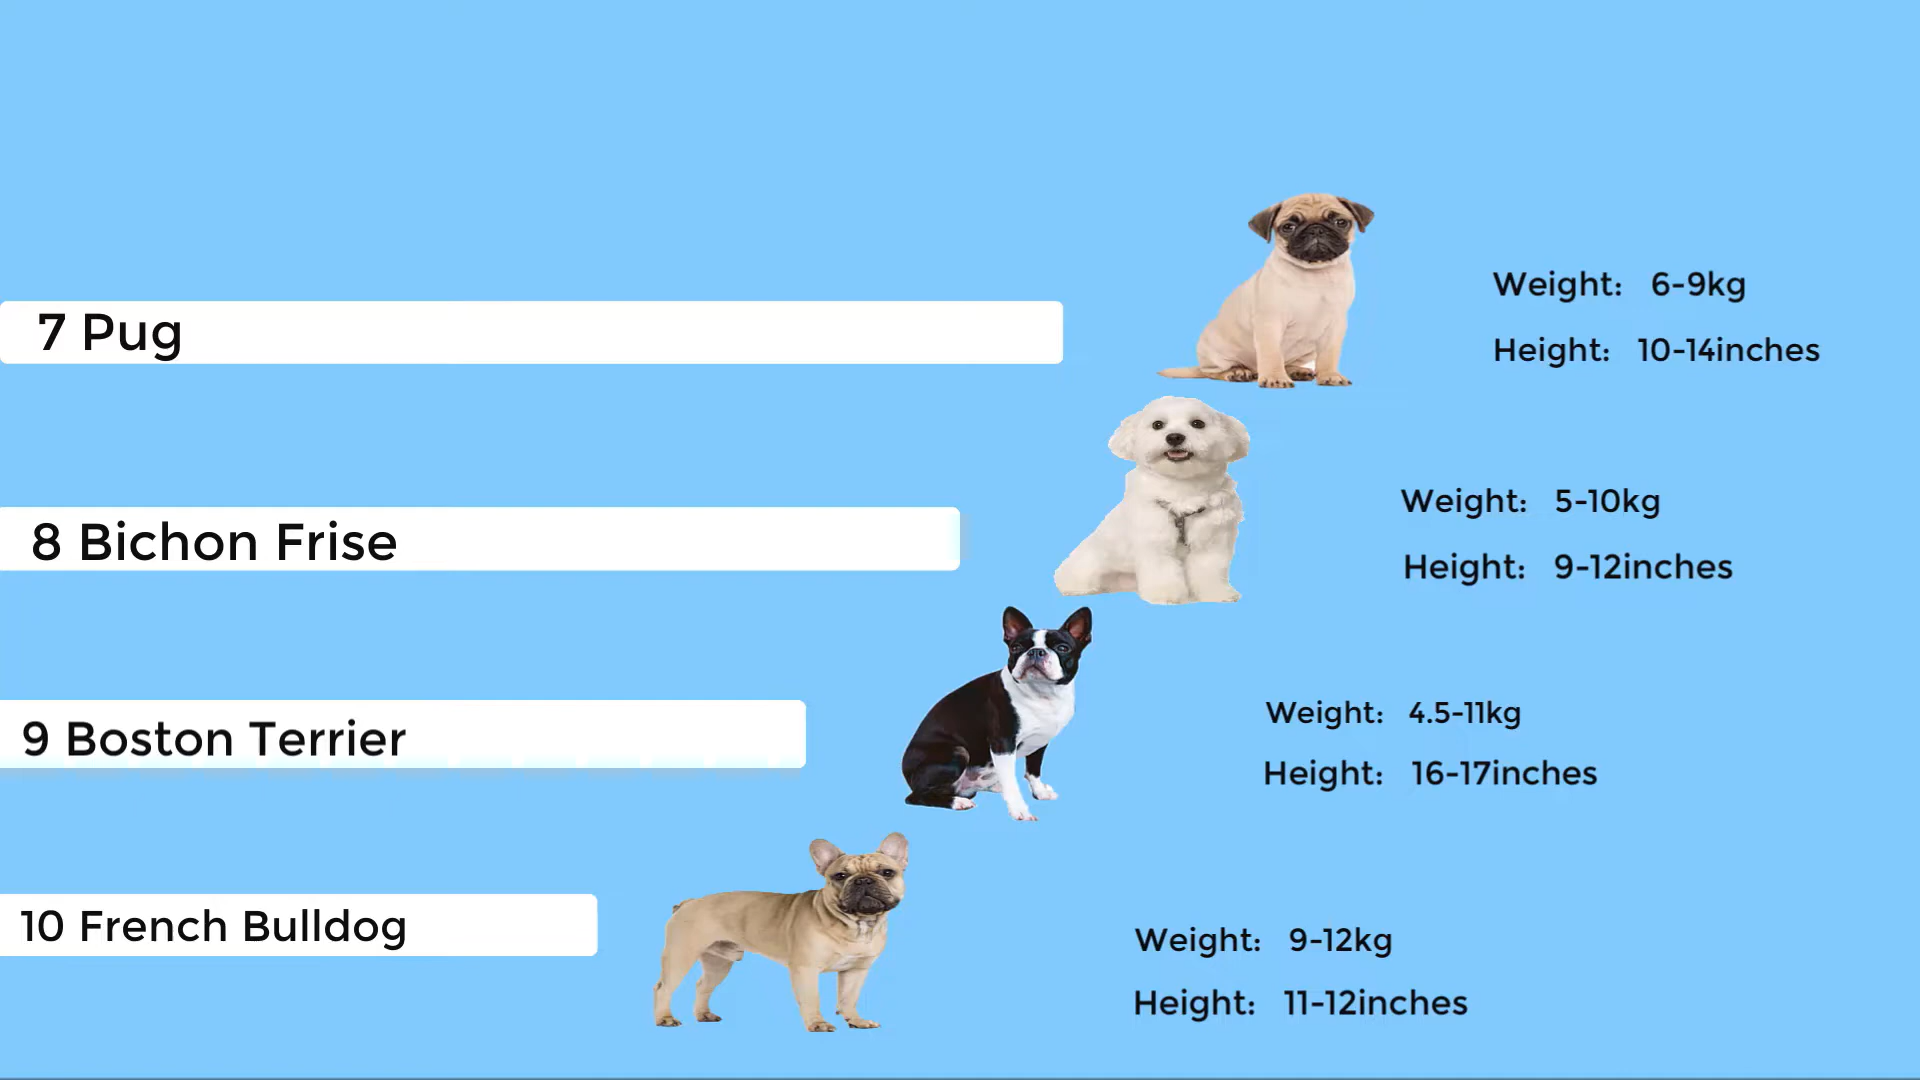 Weight: 6-9kg
7 Pug
Height: 10-14inches
Weight: 5-10kg
8 Bichon Frise
Height: 9-12inches
Weight: 4.5-11kg
9 Boston Terrier
Height: 16-17inches
10 French Bulldog
Weight: 9-12kg
Height: 11-12inches